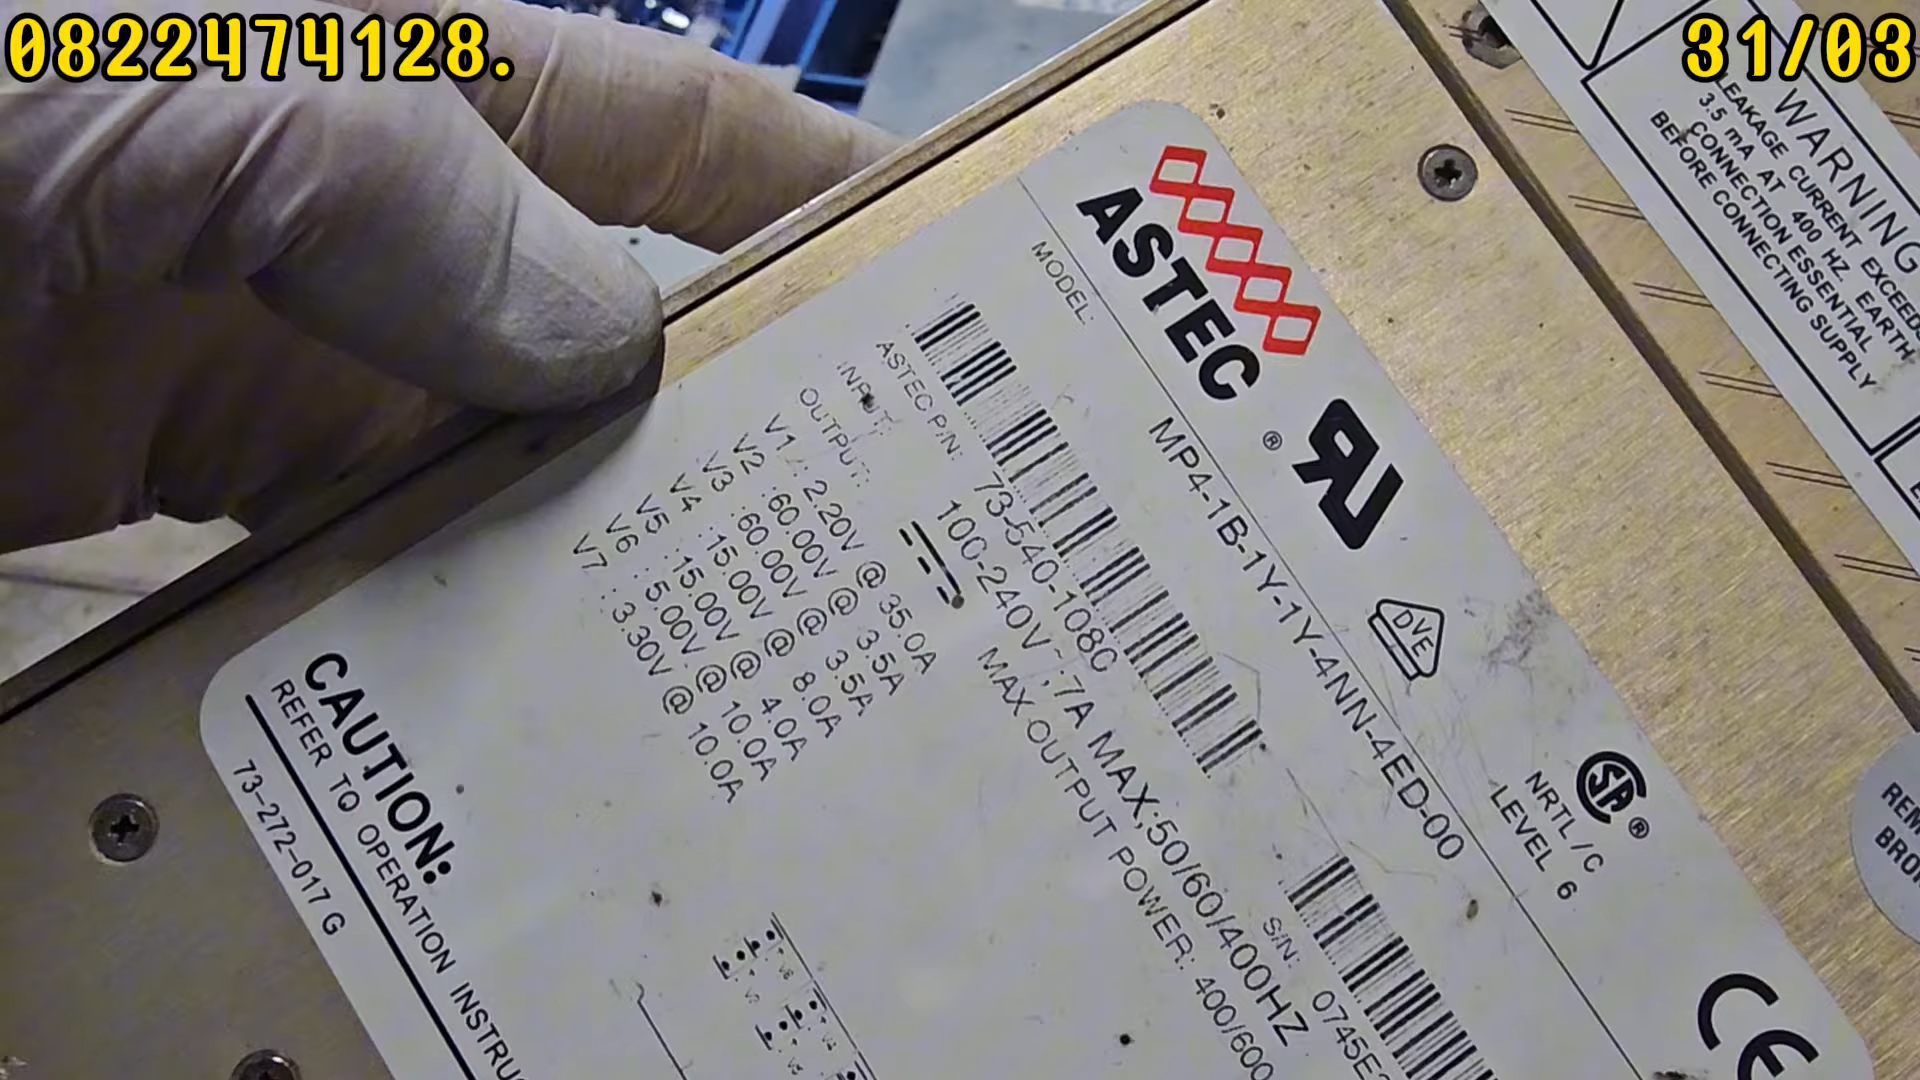 0822474128.
31/03
WARNING
LEAKAGE CURRENT EXCEEDS
3.5 mA AT 400 HZ. EARTH
CONNECTION ESSENTIAL
BEFORE CONNECTING SUPPLY
ASTEC
®
MODEL:
MP4-1B-1Y-1Y-4NN-4ED-00
DVE
NRTL/C
LEVEL 6
®
ASTEC P/N:
73-540-108C
INPUT:
100-240V~;7A MAX;50/60/400HZ
OUTPUT:
MAX OUTPUT POWER: 400/600
V1 : 2.20V @ 35.0A
V2 :60.00V @ 3.5A
V3 :60.00V @ 3.5A
V4 :15.00V @ 8.0A
V5 :15.00V @ 4.0A
V6 : 5.00V @ 10.0A
V7 : 3.30V @ 10.0A
S/N:
0745E
CE
CAUTION:
REFER TO OPERATION INSTRUC
73-272-017 G